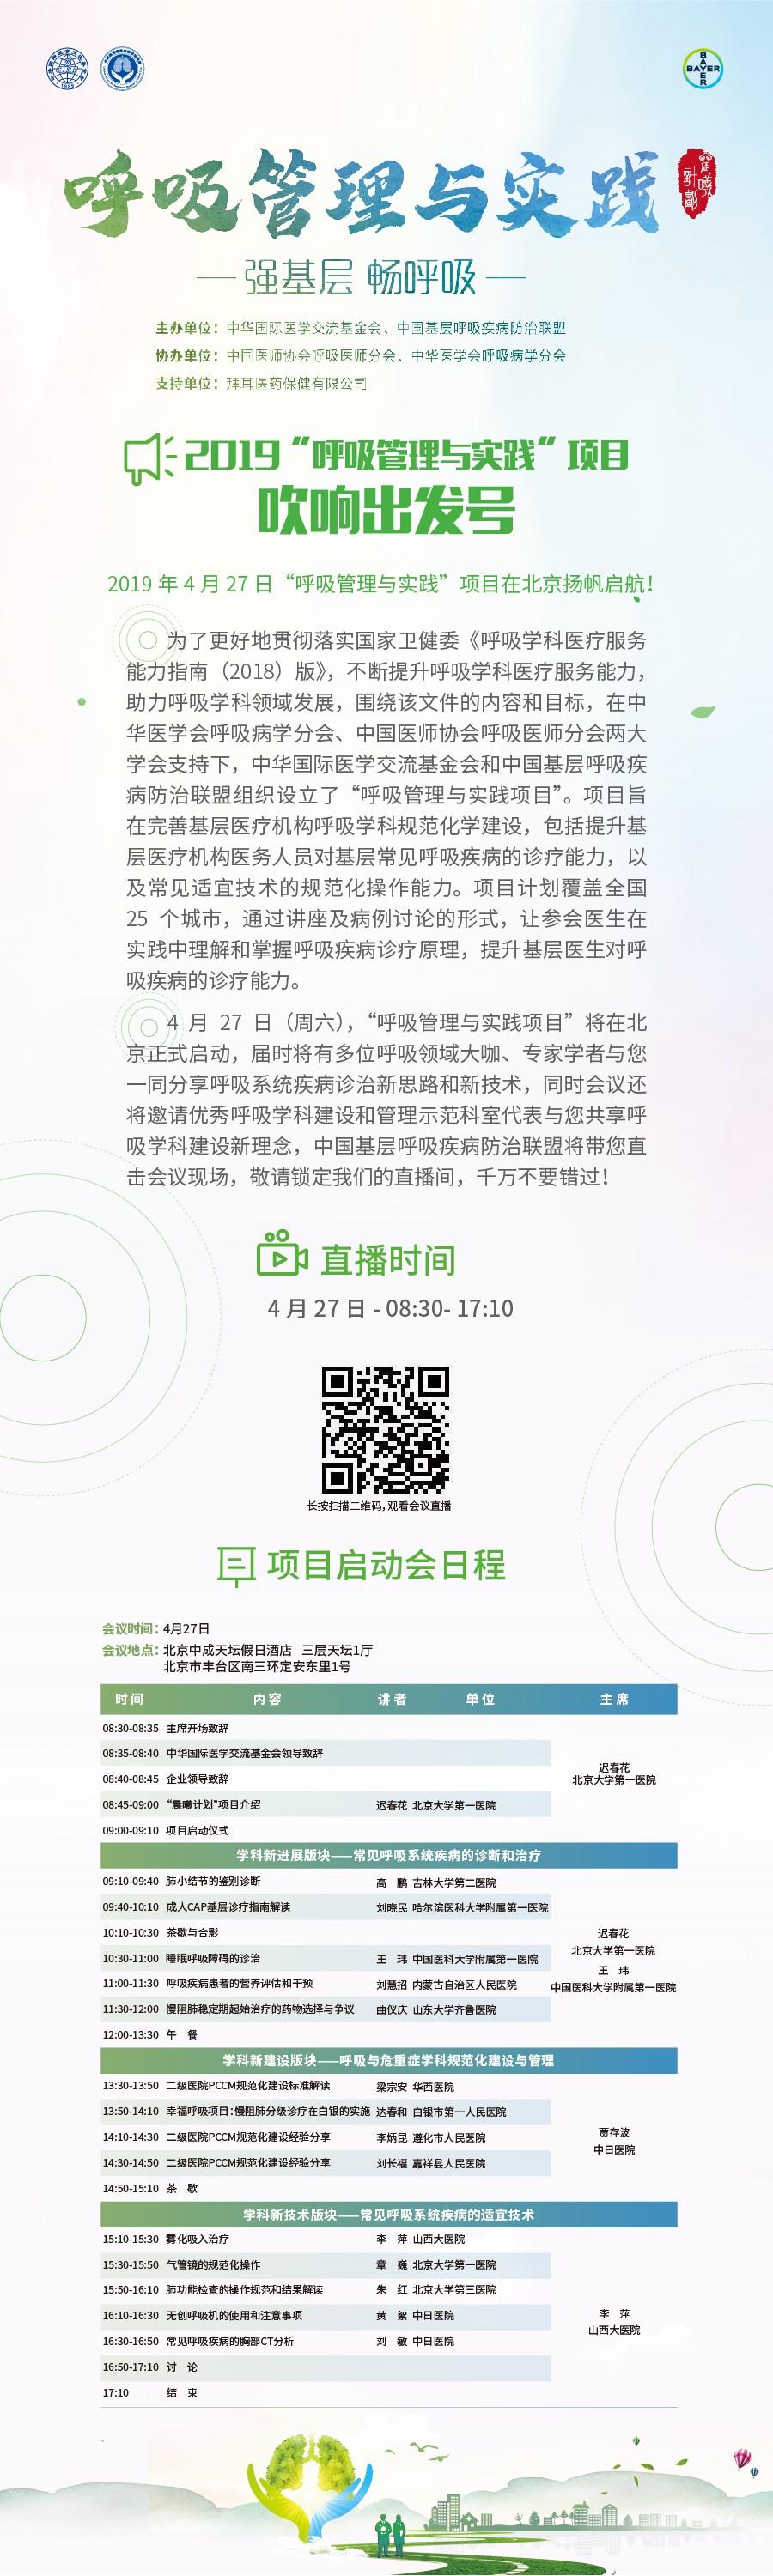 BAYER
BAYER
呼吸管理与实践
晨曦
計劃
强基层 畅呼吸
主办单位：中华国际医学交流基金会、中国基层呼吸疾病防治联盟
协办单位：中国医师协会呼吸医师分会、中华医学会呼吸病学分会
支持单位：拜耳医药保健有限公司
2019“呼吸管理与实践”项目
吹响出发号
2019 年 4 月 27 日“呼吸管理与实践”项目在北京扬帆启航！
为了更好地贯彻落实国家卫健委《呼吸学科医疗服务
能力指南（2018）版》，不断提升呼吸学科医疗服务能力，
助力呼吸学科领域发展，围绕该文件的内容和目标，在中
华医学会呼吸病学分会、中国医师协会呼吸医师分会两大
学会支持下，中华国际医学交流基金会和中国基层呼吸疾
病防治联盟组织设立了“呼吸管理与实践项目”。项目旨
在完善基层医疗机构呼吸学科规范化学建设，包括提升基
层医疗机构医务人员对基层常见呼吸疾病的诊疗能力，以
及常见适宜技术的规范化操作能力。项目计划覆盖全国
25 个城市，通过讲座及病例讨论的形式，让参会医生在
实践中理解和掌握呼吸疾病诊疗原理，提升基层医生对呼
吸疾病的诊疗能力。
4 月 27 日（周六），“呼吸管理与实践项目”将在北
京正式启动，届时将有多位呼吸领域大咖、专家学者与您
一同分享呼吸系统疾病诊治新思路和新技术，同时会议还
将邀请优秀呼吸学科建设和管理示范科室代表与您共享呼
吸学科建设新理念，中国基层呼吸疾病防治联盟将带您直
击会议现场，敬请锁定我们的直播间，千万不要错过！
直播时间
4 月 27 日 - 08:30- 17:10
长按扫描二维码，观看会议直播
项目启动会日程
会议时间：4月27日
会议地点：北京中成天坛假日酒店 三层天坛1厅
北京市丰台区南三环定安东里1号
时 间 内 容 讲 者 单 位 主 席
08:30-08:35 主席开场致辞
08:35-08:40 中华国际医学交流基金会领导致辞
08:40-08:45 企业领导致辞
08:45-09:00 “晨曦计划”项目介绍 迟春花 北京大学第一医院
09:00-09:10 项目启动仪式
迟春花
北京大学第一医院
学科新进展版块——常见呼吸系统疾病的诊断和治疗
09:10-09:40 肺小结节的鉴别诊断 高 鹏 吉林大学第二医院
09:40-10:10 成人CAP基层诊疗指南解读 刘晓民 哈尔滨医科大学附属第一医院
10:10-10:30 茶歇与合影
10:30-11:00 睡眠呼吸障碍的诊治 王 玮 中国医科大学附属第一医院
11:00-11:30 呼吸疾病患者的营养评估和干预 刘慧招 内蒙古自治区人民医院
11:30-12:00 慢阻肺稳定期起始治疗的药物选择与争议 曲仪庆 山东大学齐鲁医院
12:00-13:30 午 餐
迟春花
北京大学第一医院
王 玮
中国医科大学附属第一医院
学科新建设版块——呼吸与危重症学科规范化建设与管理
13:30-13:50 二级医院PCCM规范化建设标准解读 梁宗安 华西医院
13:50-14:10 幸福呼吸项目：慢阻肺分级诊疗在白银的实施 达春和 白银市第一人民医院
14:10-14:30 二级医院PCCM规范化建设经验分享 李炳昆 遵化市人民医院
14:30-14:50 二级医院PCCM规范化建设经验分享 刘长福 嘉祥县人民医院
14:50-15:10 茶 歇
贾存波
中日医院
学科新技术版块——常见呼吸系统疾病的适宜技术
15:10-15:30 雾化吸入治疗 李 萍 山西大医院
15:30-15:50 气管镜的规范化操作 章 巍 北京大学第一医院
15:50-16:10 肺功能检查的操作规范和结果解读 朱 红 北京大学第三医院
16:10-16:30 无创呼吸机的使用和注意事项 黄 絮 中日医院
16:30-16:50 常见呼吸疾病的胸部CT分析 刘 敏 中日医院
16:50-17:10 讨 论
17:10 结 束
李 萍
山西大医院